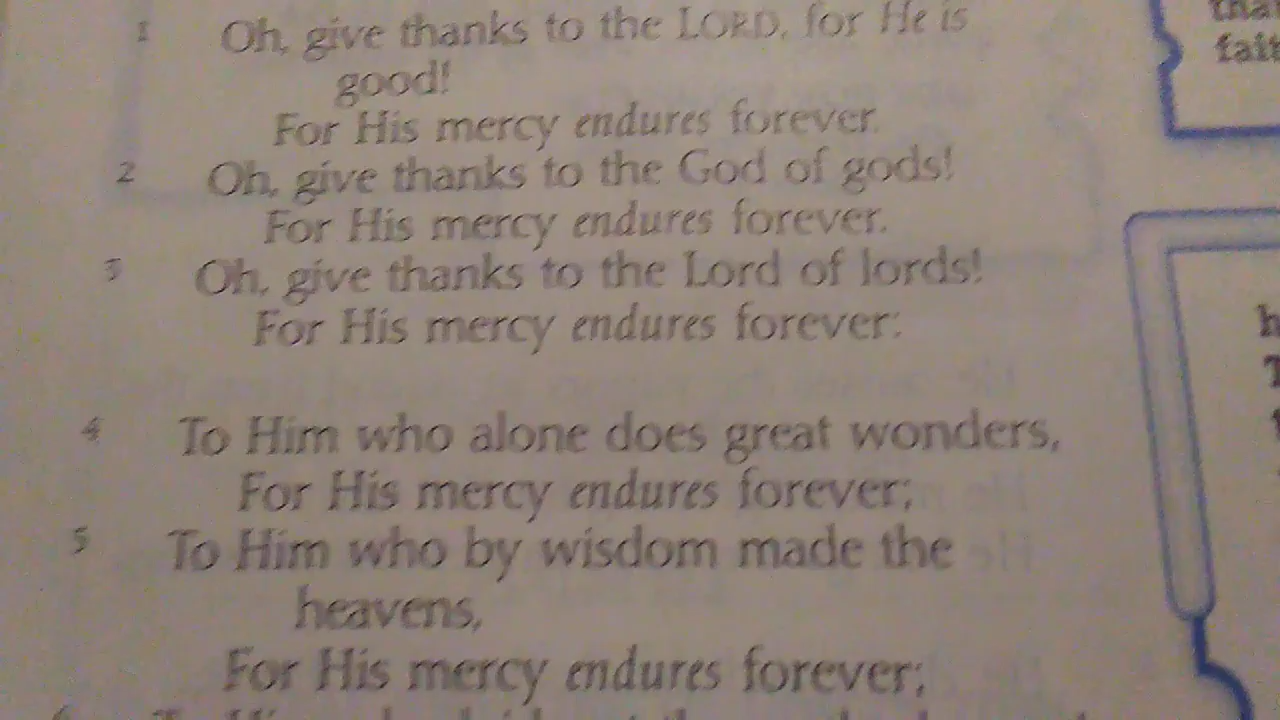 1 Oh, give thanks to the LORD, for He is
good!
For His mercy endures forever.
2 Oh, give thanks to the God of gods!
For His mercy endures forever.
3 Oh, give thanks to the Lord of lords!
For His mercy endures forever:
4 To Him who alone does great wonders,
For His mercy endures forever;
5 To Him who by wisdom made the
heavens,
For His mercy endures forever;
6 To Him